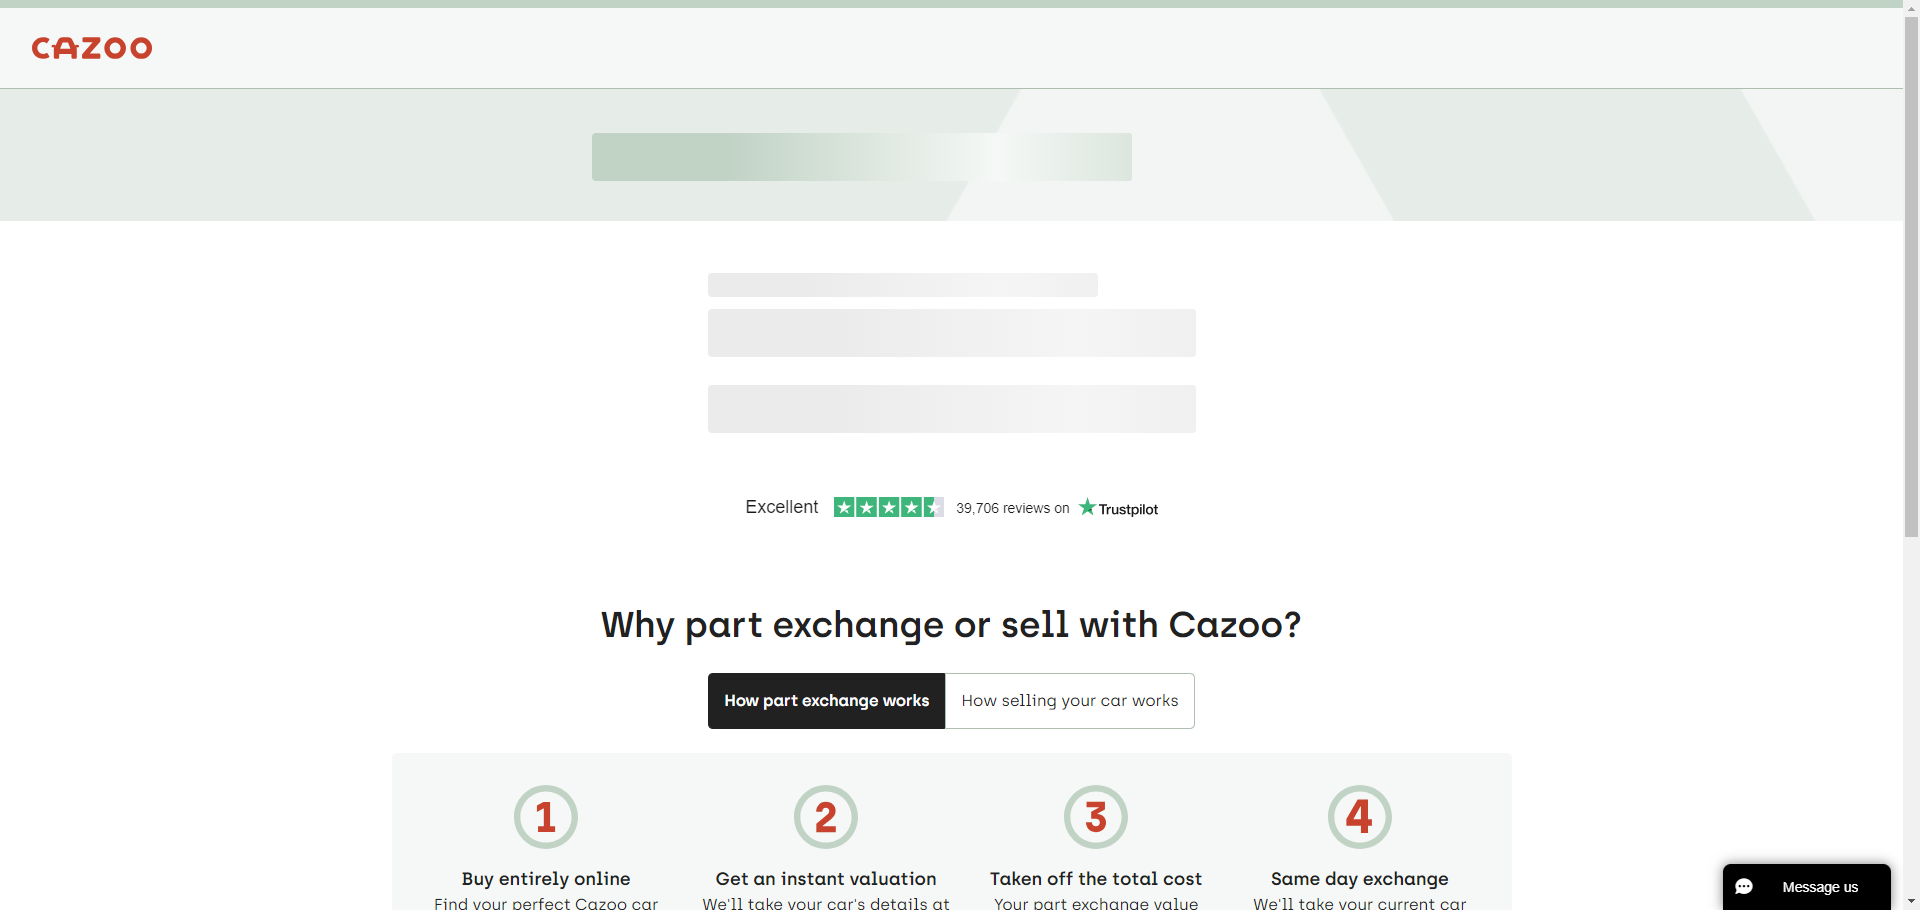 CAZOO
Excellent
39,706 reviews on Trustpilot
Why part exchange or sell with Cazoo?
How part exchange works
How selling your car works
1
2
3
4
Buy entirely online
Get an instant valuation
Taken off the total cost
Same day exchange
Find your perfect Cazoo car
We'll take your car's details at
Your part exchange value
We'll take your current car
Message us